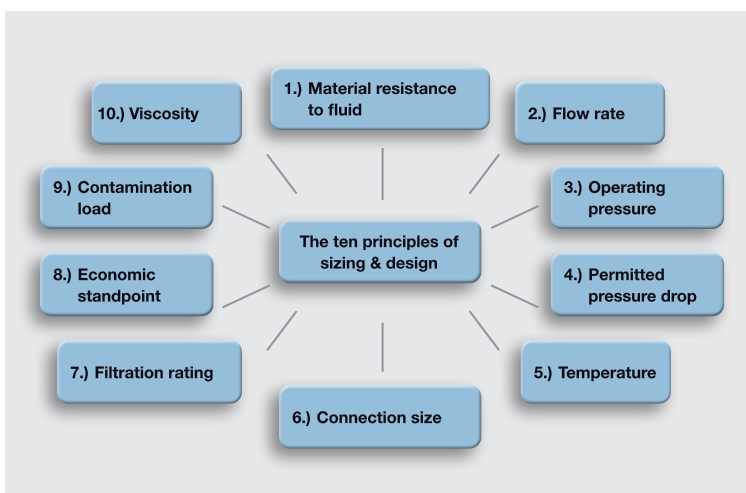 The ten principles of
sizing & design
1.) Material resistance
to fluid
2.) Flow rate
3.) Operating
pressure
4.) Permitted
pressure drop
5.) Temperature
6.) Connection size
7.) Filtration rating
8.) Economic
standpoint
9.) Contamination
load
10.) Viscosity